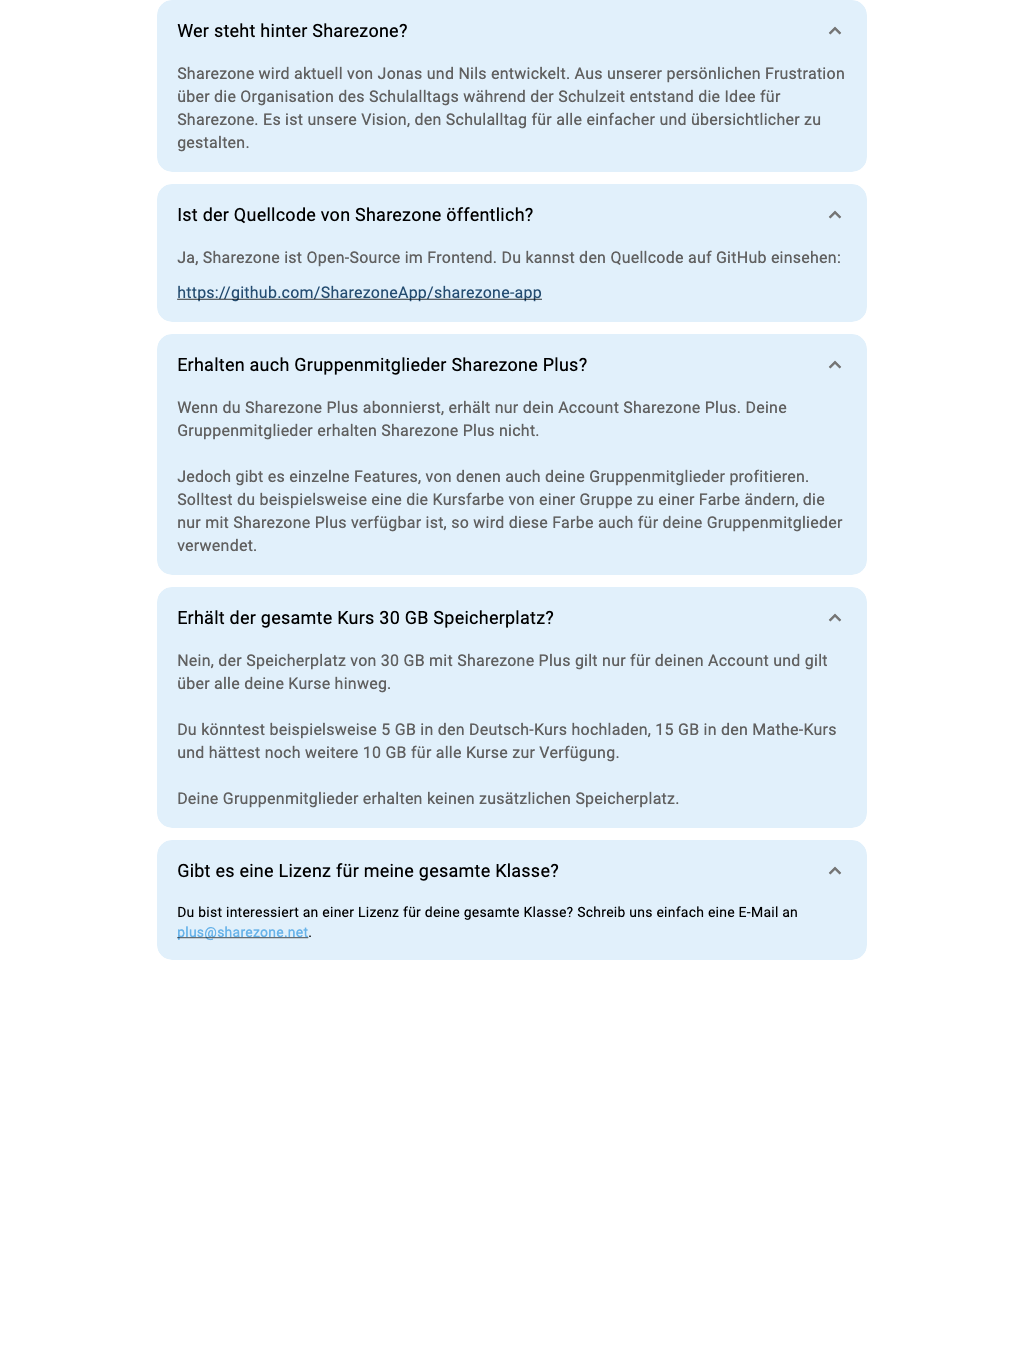 Wer steht hinter Sharezone?
Sharezone wird aktuell von Jonas und Nils entwickelt. Aus unserer persönlichen Frustration
über die Organisation des Schulalltags während der Schulzeit entstand die Idee für
Sharezone. Es ist unsere Vision, den Schulalltag für alle einfacher und übersichtlicher zu
gestalten.
Ist der Quellcode von Sharezone öffentlich?
Ja, Sharezone ist Open-Source im Frontend. Du kannst den Quellcode auf GitHub einsehen:
https://github.com/SharezoneApp/sharezone-app
Erhalten auch Gruppenmitglieder Sharezone Plus?
Wenn du Sharezone Plus abonnierst, erhält nur dein Account Sharezone Plus. Deine
Gruppenmitglieder erhalten Sharezone Plus nicht.
Jedoch gibt es einzelne Features, von denen auch deine Gruppenmitglieder profitieren.
Solltest du beispielsweise eine die Kursfarbe von einer Gruppe zu einer Farbe ändern, die
nur mit Sharezone Plus verfügbar ist, so wird diese Farbe auch für deine Gruppenmitglieder
verwendet.
Erhält der gesamte Kurs 30 GB Speicherplatz?
Nein, der Speicherplatz von 30 GB mit Sharezone Plus gilt nur für deinen Account und gilt
über alle deine Kurse hinweg.
Du könntest beispielsweise 5 GB in den Deutsch-Kurs hochladen, 15 GB in den Mathe-Kurs
und hättest noch weitere 10 GB für alle Kurse zur Verfügung.
Deine Gruppenmitglieder erhalten keinen zusätzlichen Speicherplatz.
Gibt es eine Lizenz für meine gesamte Klasse?
Du bist interessiert an einer Lizenz für deine gesamte Klasse? Schreib uns einfach eine E-Mail an
plus@sharezone.net.